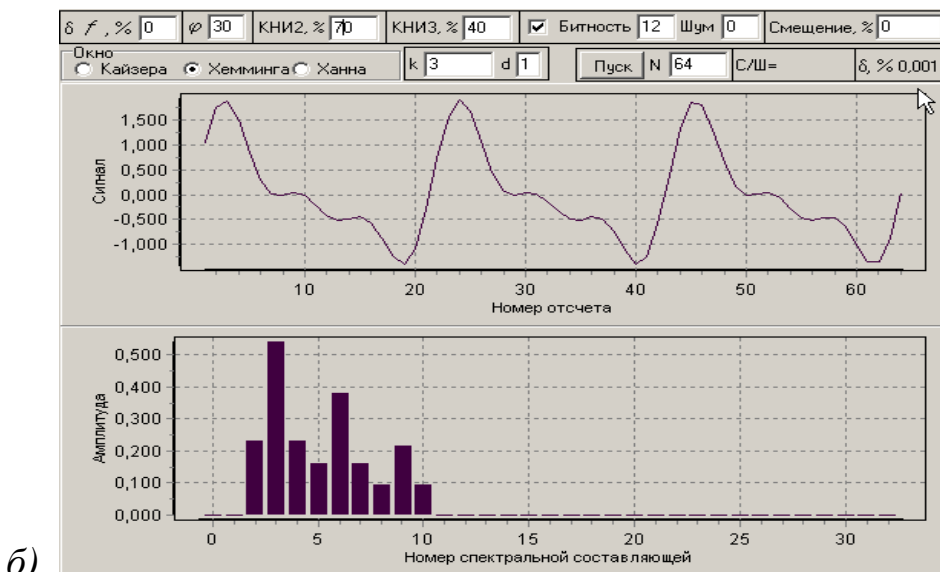 δ f , % 0 φ 30 КНИ2, % 70 КНИ3, % 40 Битность 12 Шум 0 Смещение, % 0
Окно
Кайзера Хемминга Ханна k 3 d 1 Пуск N 64 С/Ш= δ, % 0,001
1,500
1,000
0,500
0,000
-0,500
-1,000
Сигнал
10 20 30 40 50 60
Номер отсчета
0,500
0,400
0,300
0,200
0,100
0,000
Амплитуда
0 5 10 15 20 25 30
Номер спектральной составляющей
б)